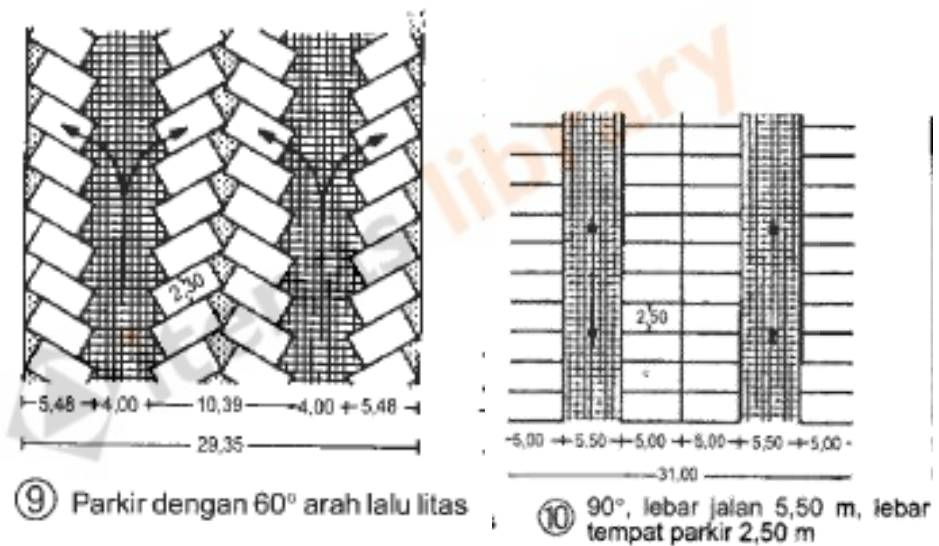 2,30
5,48 4,00 10,39 4,00 5,48
29,35
⑨ Parkir dengan 60° arah lalu litas
2,50
5,00 5,50 5,00 5,00 5,50 5,00
31,00
⑩ 90°, lebar jalan 5,50 m, lebar
tempat parkir 2,50 m
itenas library